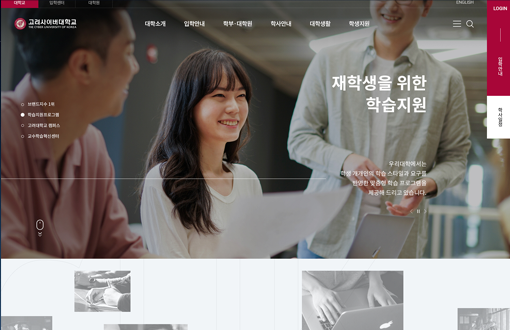 대학교
입학센터
대학원
ENGLISH
LOGIN
고려사이버대학교
THE CYBER UNIVERSITY OF KOREA
대학소개
입학안내
학부·대학원
학사안내
대학생활
학생지원
입학안내
학사일정
재학생을 위한
학습지원
브랜드지수 1위
학습지원프로그램
고려대학교 캠퍼스
교수학습혁신센터
우리대학에서는
학생 개개인의 학습 스타일과 요구를
반영한 맞춤형 학습 프로그램을
제공해 드리고 있습니다.